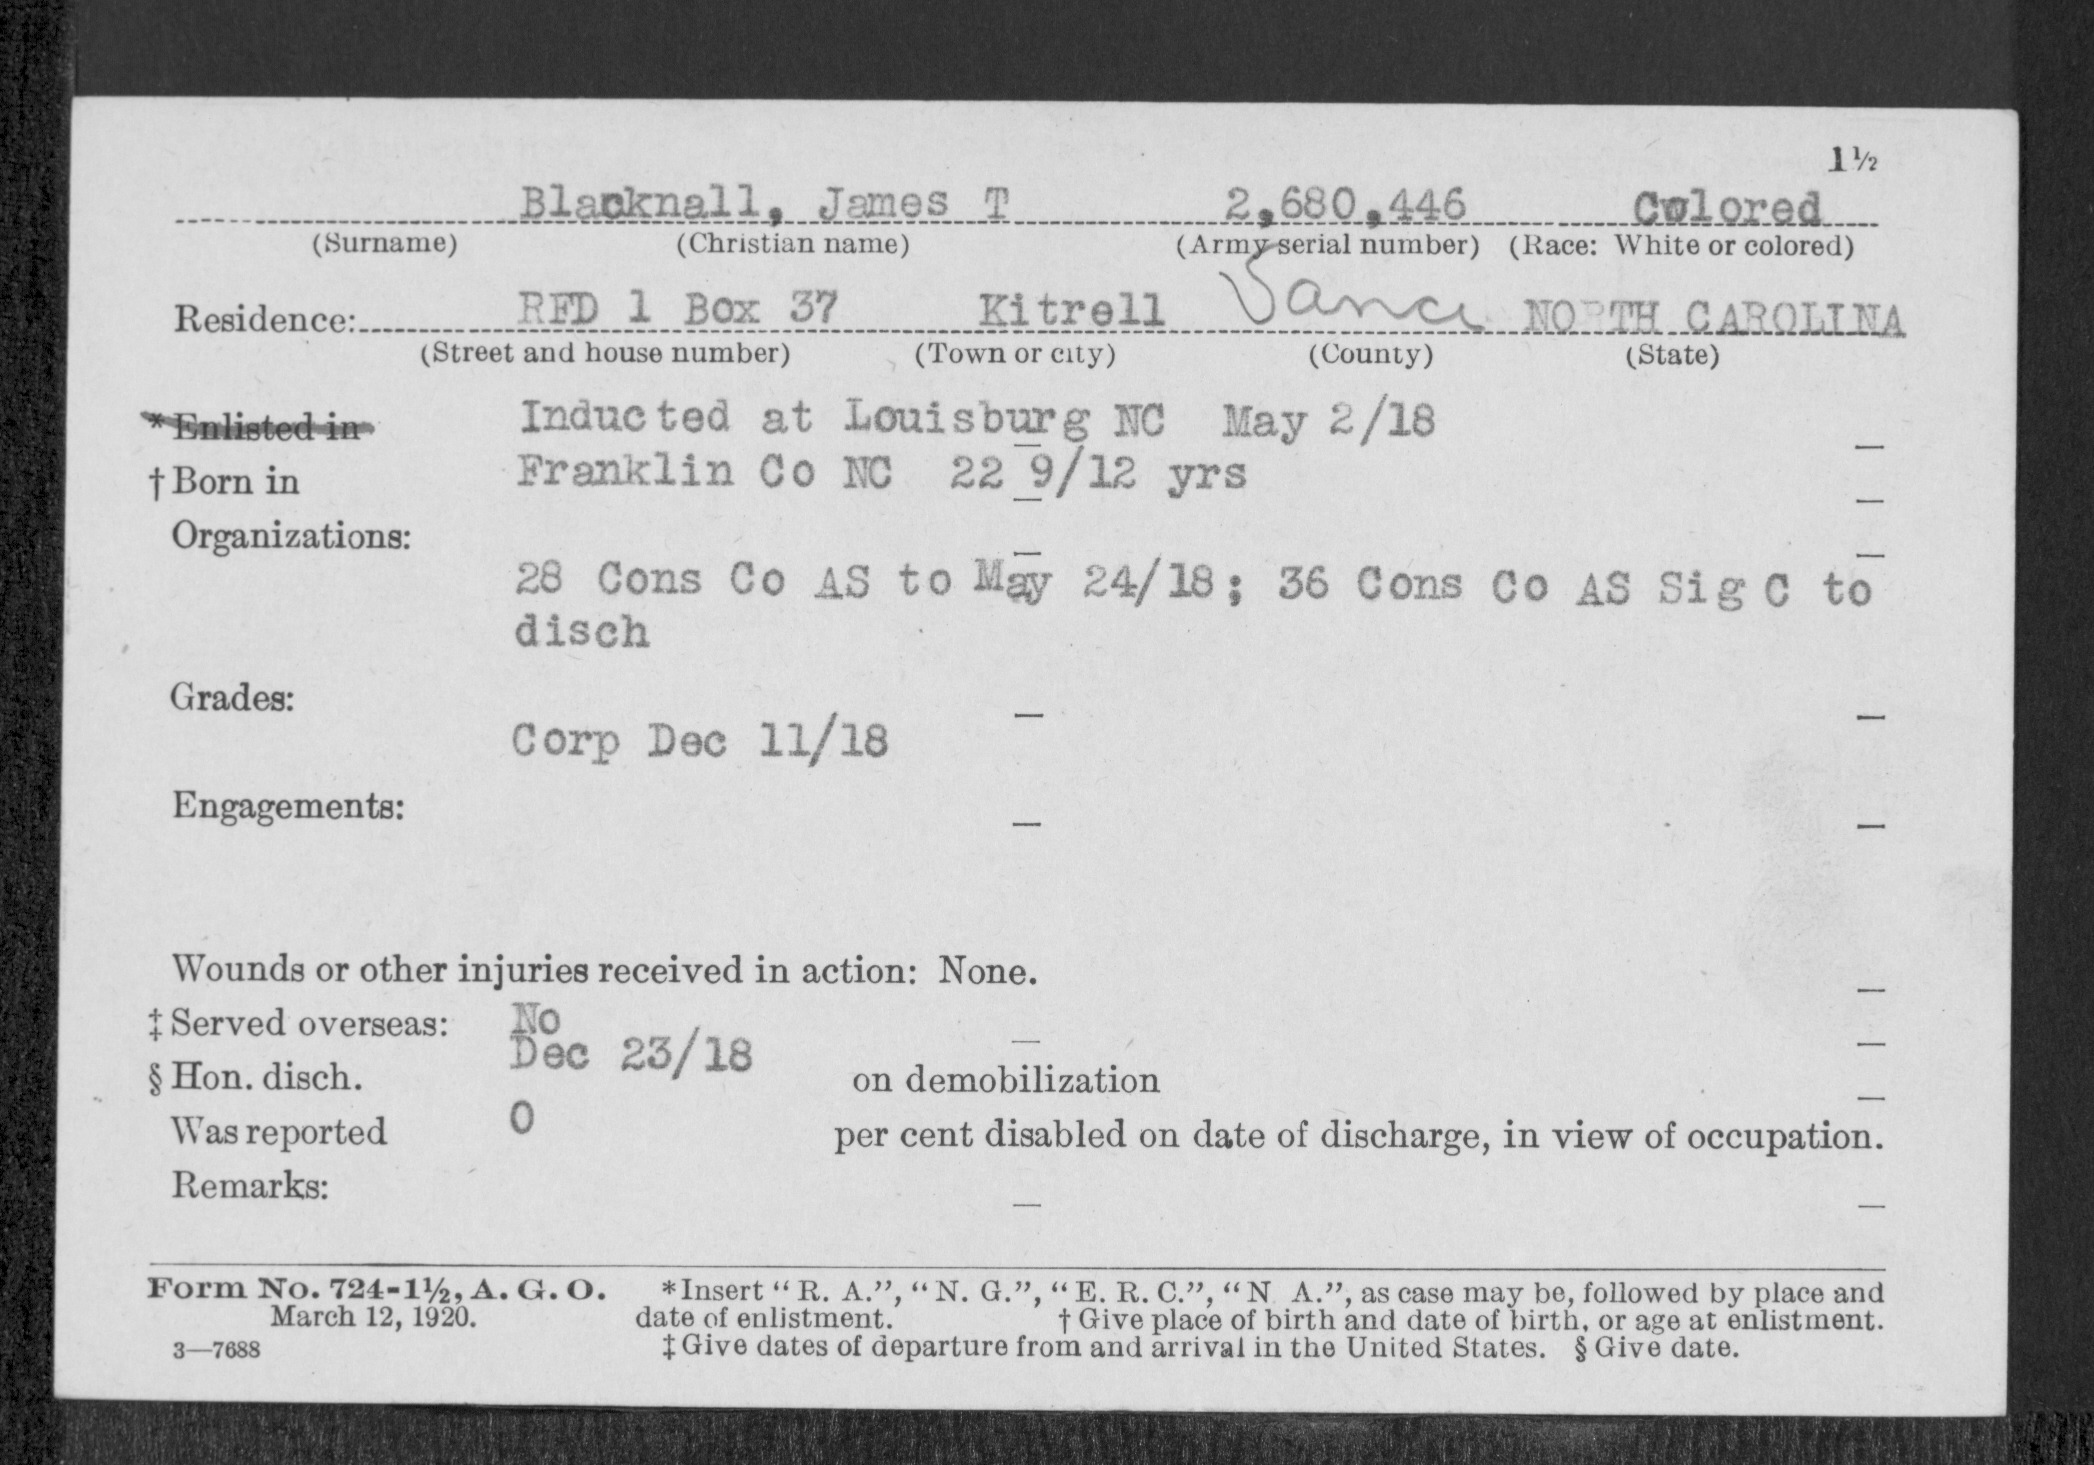 1½
Blacknall, James T 2,680,446 Colored
(Surname) (Christian name) (Army serial number) (Race: White or colored)
Residence: RFD 1 Box 37 Kitrell Vance NORTH CAROLINA
(Street and house number) (Town or city) (County) (State)
*Enlisted in Inducted at Louisburg NC May 2/18
†Born in Franklin Co NC 22 9/12 yrs
Organizations:
28 Cons Co AS to May 24/18; 36 Cons Co AS Sig C to
disch
Grades:
Corp Dec 11/18
Engagements:
Wounds or other injuries received in action: None.
‡Served overseas: No
§Hon. disch. Dec 23/18 on demobilization
Was reported 0 per cent disabled on date of discharge, in view of occupation.
Remarks:
Form No. 724-1½, A. G. O. *Insert "R. A.", "N. G.", "E. R. C.", "N A.", as case may be, followed by place and
March 12, 1920. date of enlistment. †Give place of birth and date of birth, or age at enlistment.
3—7688 ‡Give dates of departure from and arrival in the United States. §Give date.